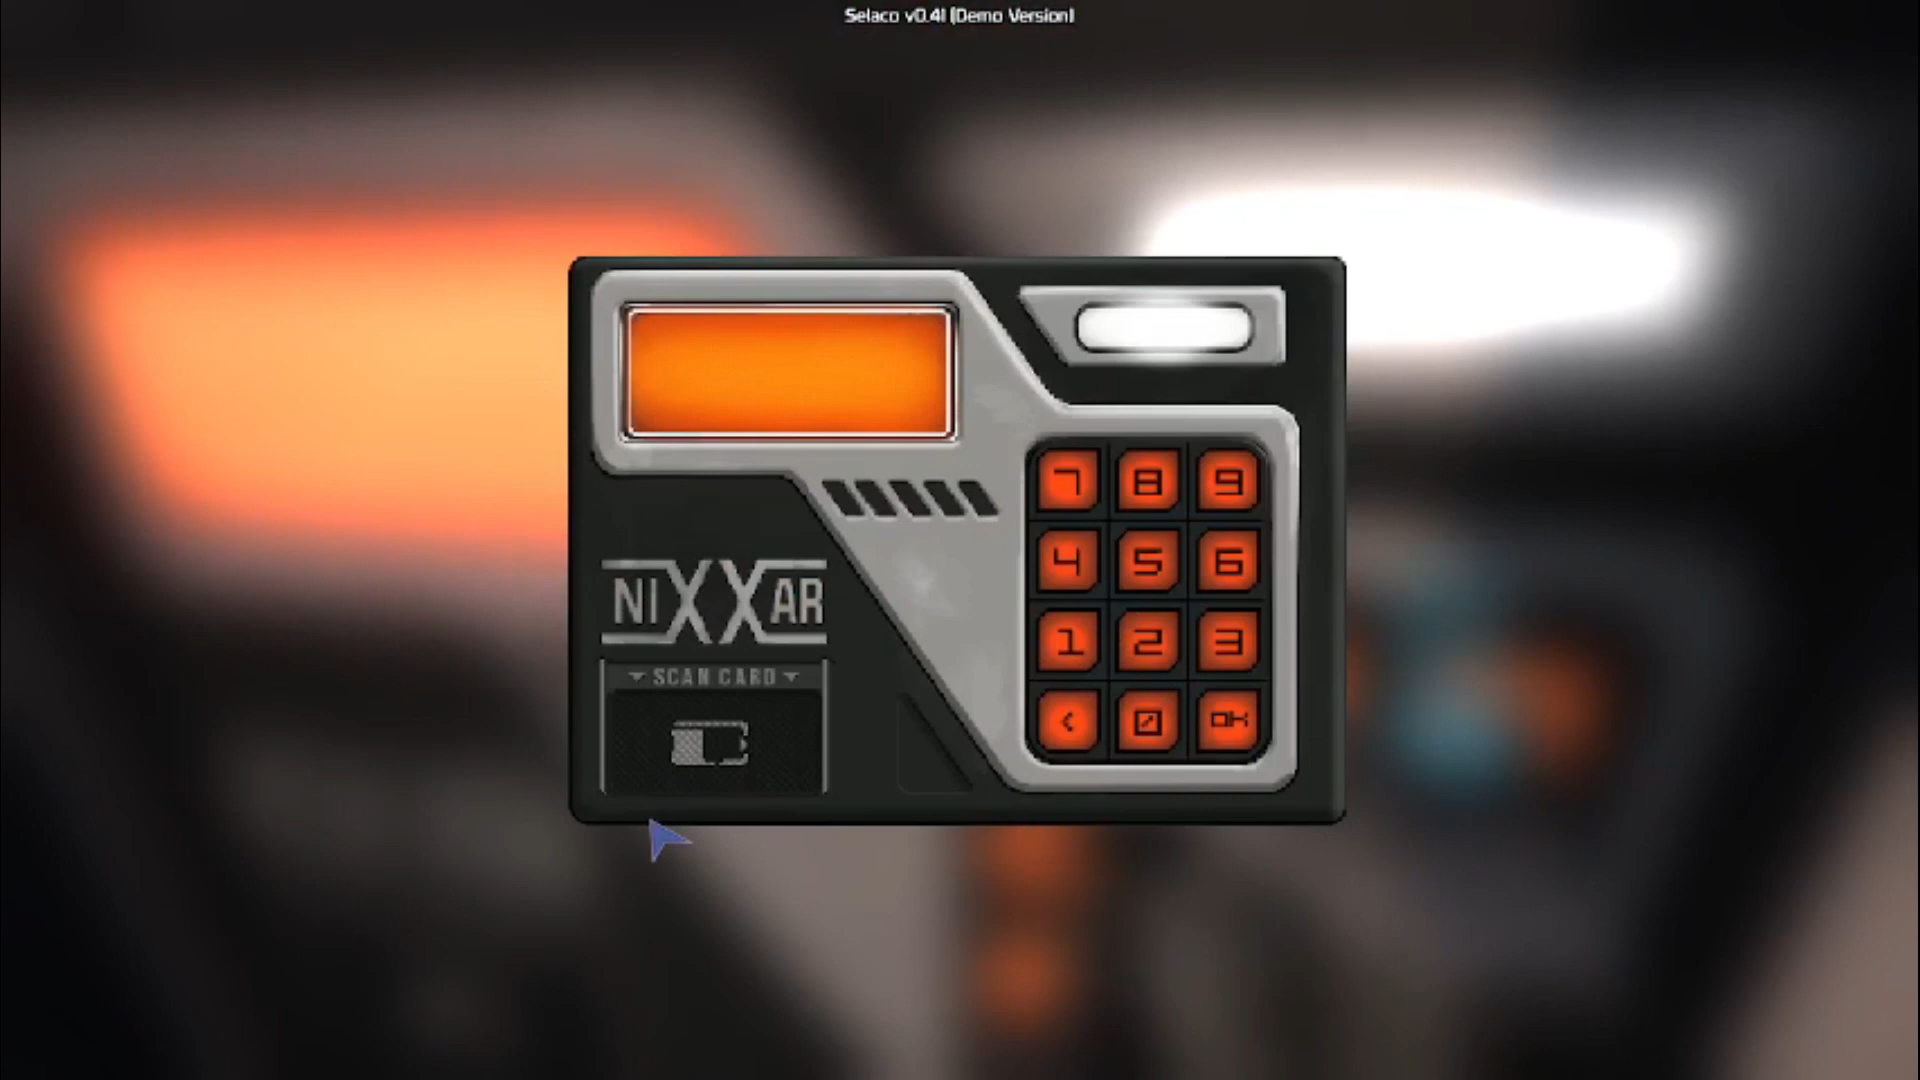 Selaco v0.41 (Demo Version)
7 8 9
4 5 6
1 2 3
< 0 OK
NIXXAR
SCAN CARD